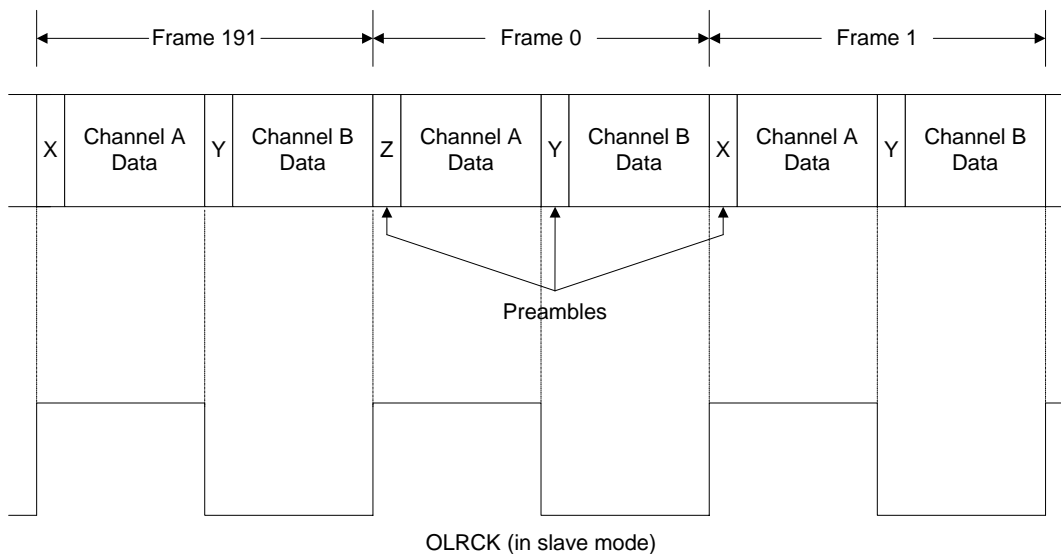 Frame 191
Frame 0
Frame 1
X
Channel A
Data
Y
Channel B
Data
Z
Channel A
Data
Y
Channel B
Data
X
Channel A
Data
Y
Channel B
Data
Preambles
OLRCK (in slave mode)